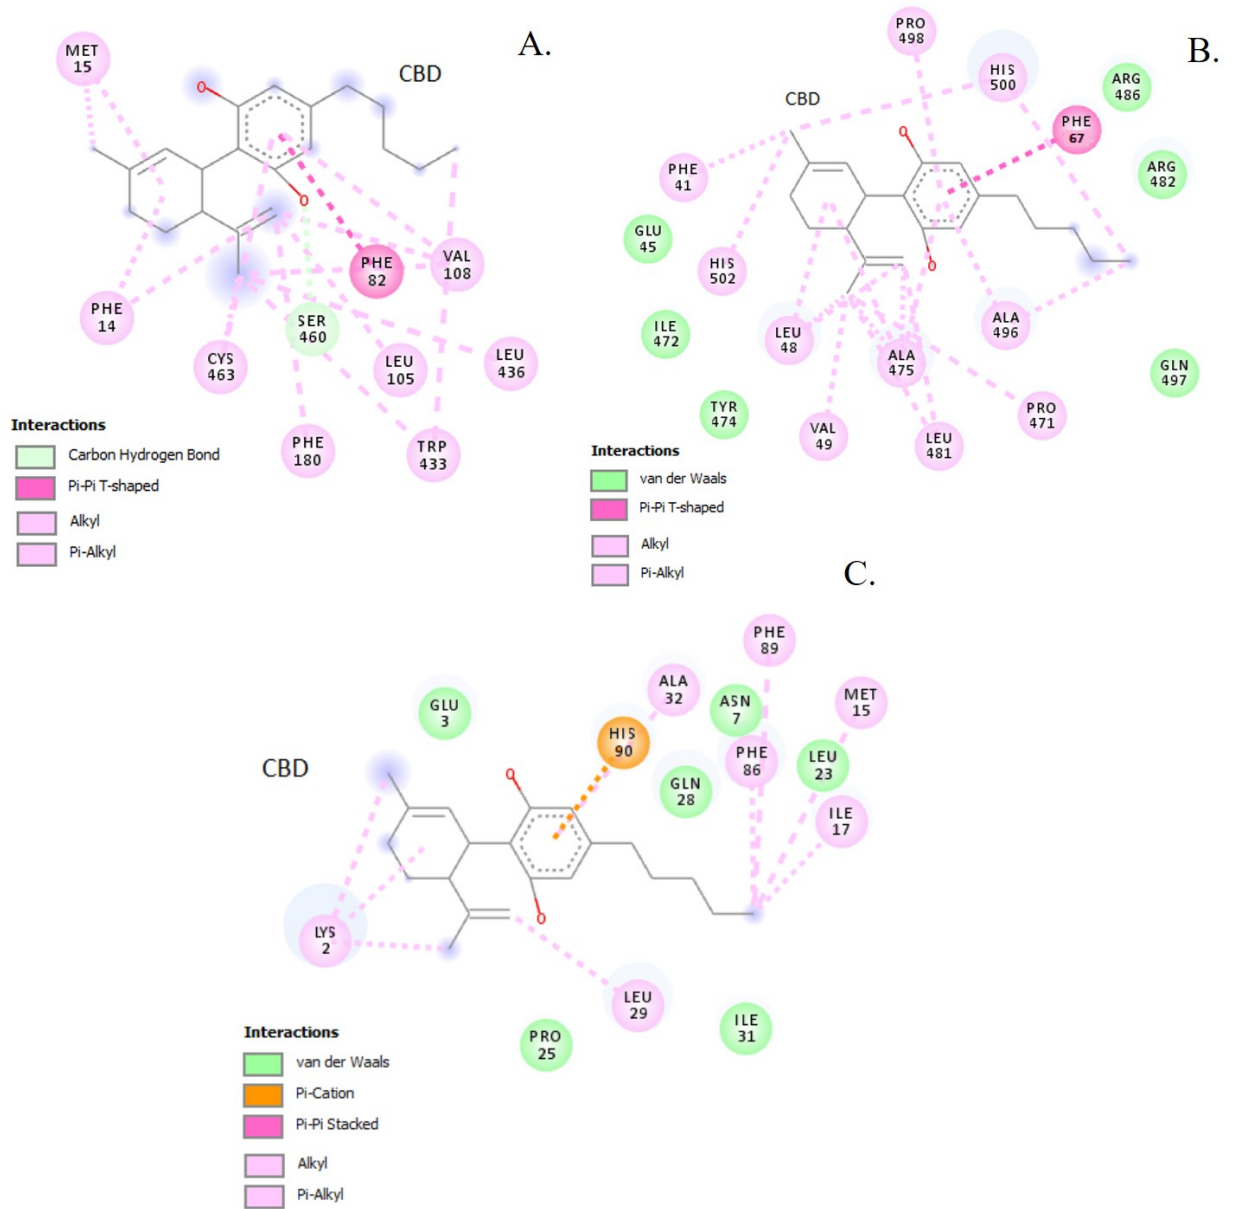 A.
MET
15
CBD
O
O
PHE
82
VAL
108
PHE
14
SER
460
CYS
463
LEU
105
LEU
436
PHE
180
TRP
433
Interactions
Carbon Hydrogen Bond
Pi-Pi T-shaped
Alkyl
Pi-Alkyl
B.
PRO
498
HIS
500
ARG
486
CBD
PHE
67
O
PHE
41
ARG
482
GLU
45
HIS
502
O
ILE
472
LEU
48
ALA
475
ALA
496
GLN
497
TYR
474
VAL
49
LEU
481
PRO
471
Interactions
van der Waals
Pi-Pi T-shaped
Alkyl
Pi-Alkyl
C.
PHE
89
ALA
32
GLU
3
ASN
7
MET
15
HIS
90
PHE
86
LEU
23
CBD
O
GLN
28
ILE
17
LYS
2
O
LEU
29
PRO
25
ILE
31
Interactions
van der Waals
Pi-Cation
Pi-Pi Stacked
Alkyl
Pi-Alkyl